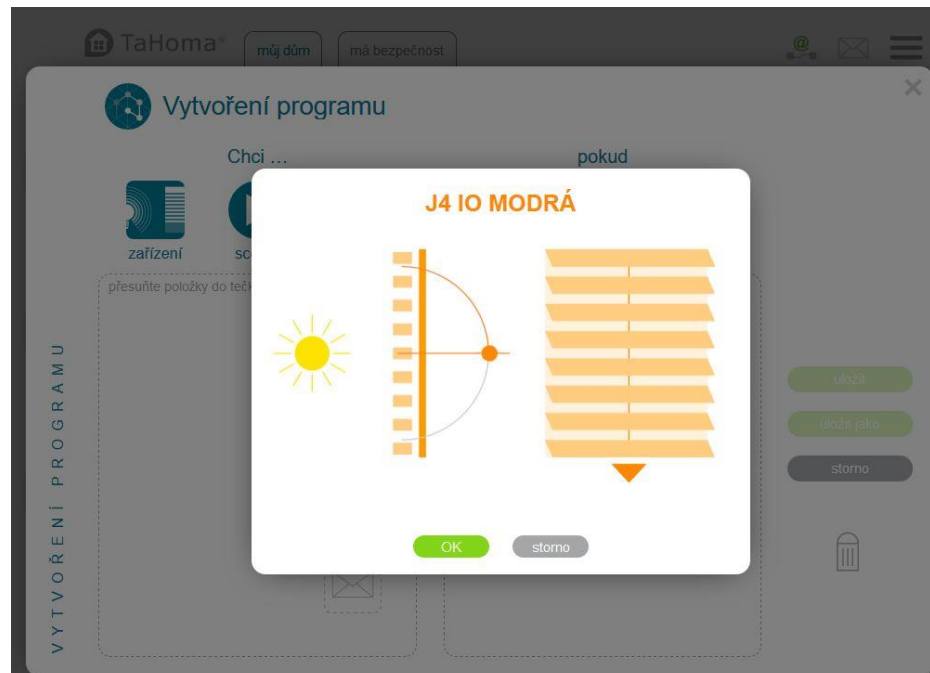 TaHoma®
můj dům
má bezpečnost
@
Vytvoření programu
Chci ...
pokud
zařízení
přesuňte položky do
J4 IO MODRÁ
OK
storno
uložit
uložit jako
storno
VYTVOŘENÍ PROGRAMU